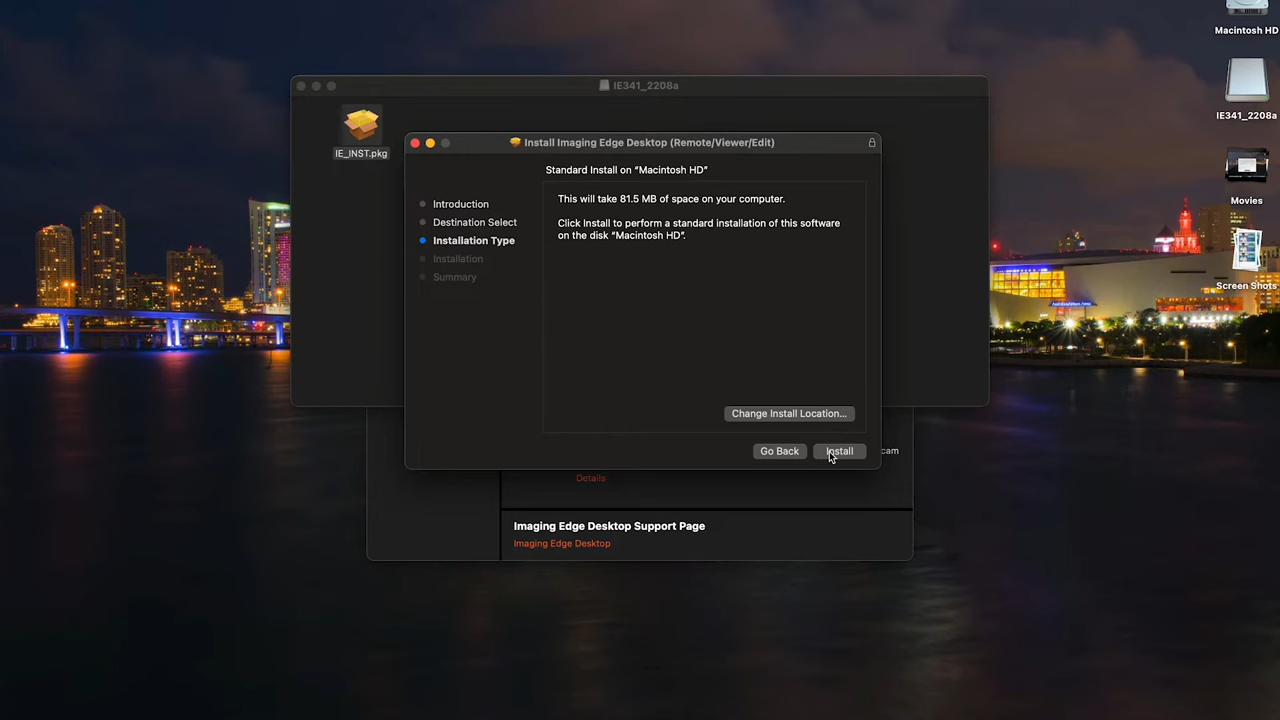 Macintosh HD
IE341_2208a
IE341_2208a
IE_INST.pkg
Install Imaging Edge Desktop (Remote/Viewer/Edit)
Standard Install on “Macintosh HD”
Introduction
Destination Select
Installation Type
Installation
Summary
This will take 81.5 MB of space on your computer.
Click Install to perform a standard installation of this software
on the disk “Macintosh HD”.
Change Install Location...
Go Back
Install
cam
Details
Imaging Edge Desktop Support Page
Imaging Edge Desktop
Movies
Screen Shots